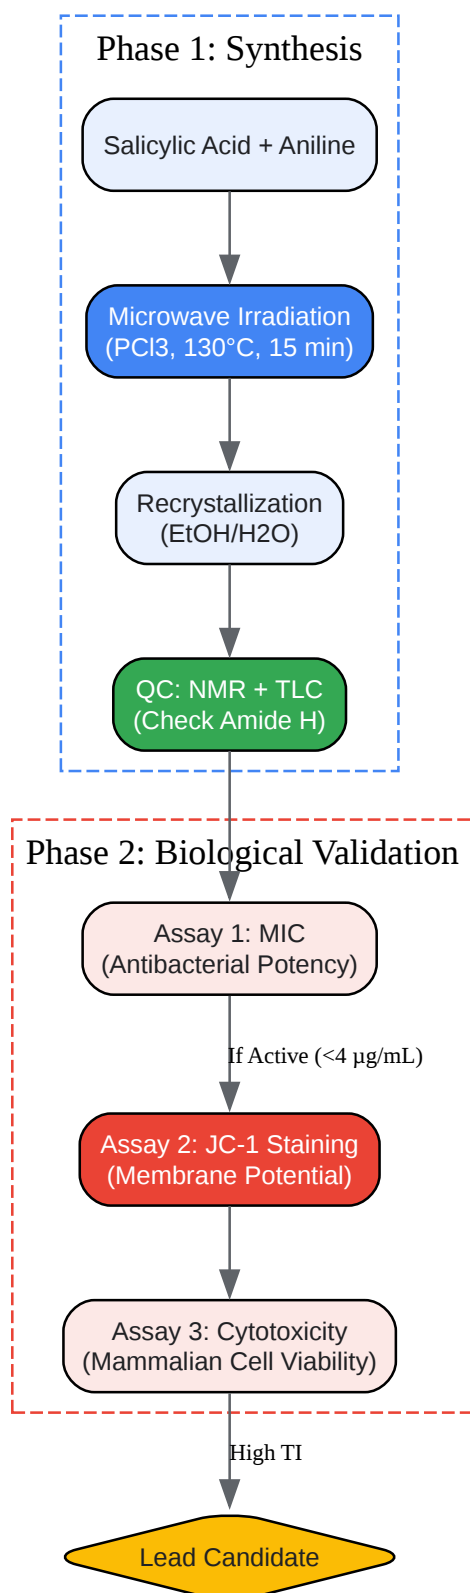 Phase 1: Synthesis
Salicylic Acid + Aniline
Microwave Irradiation
(PCl3, 130°C, 15 min)
Recrystallization
(EtOH/H2O)
QC: NMR + TLC
(Check Amide H)
Phase 2: Biological Validation
Assay 1: MIC
(Antibacterial Potency)
If Active (<4 µg/mL)
Assay 2: JC-1 Staining
(Membrane Potential)
Assay 3: Cytotoxicity
(Mammalian Cell Viability)
High TI
Lead Candidate